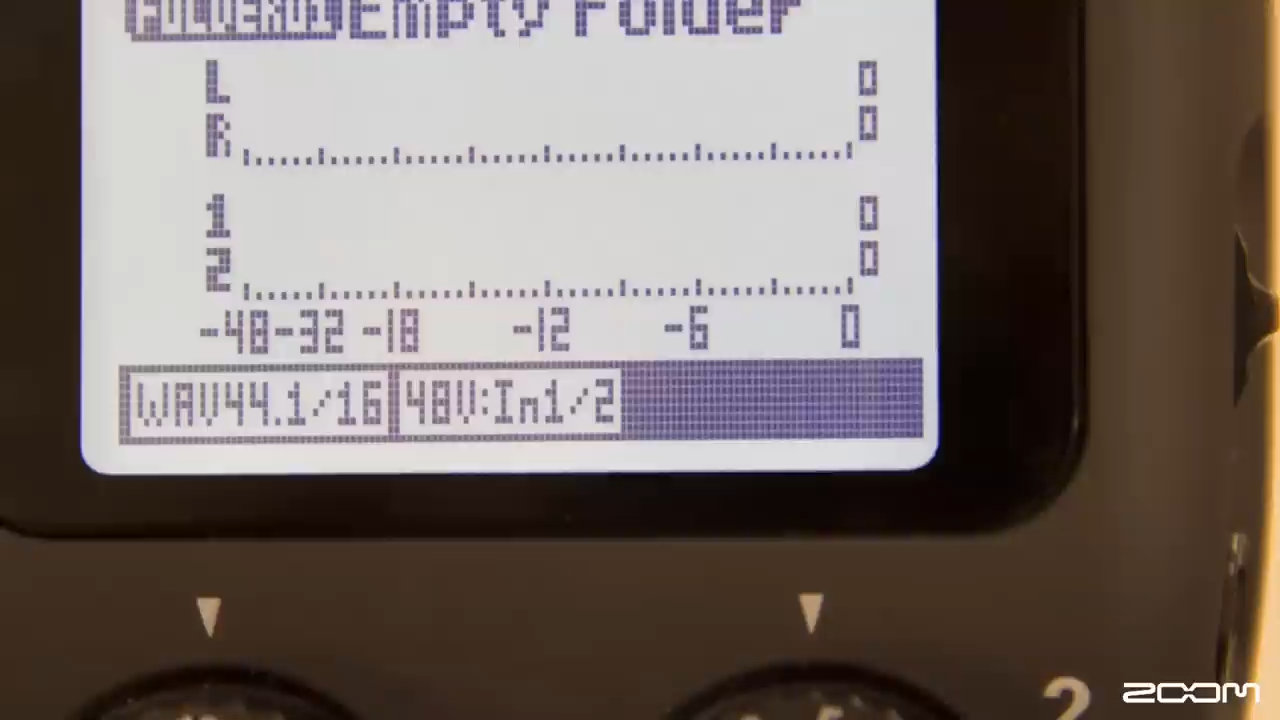 FOLDER01 Empty Folder
L 0
R 0
1 0
2 0
-48 -32 -18 -12 -6 0
WAV44.1/16 48V:In1/2
2
ZOOM